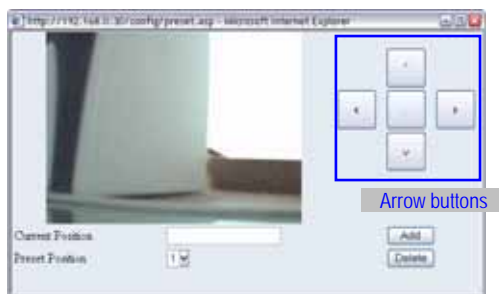 http://192.168.0.30/config/preset.asp - Microsoft Internet Explorer
Arrow buttons
Current Position
Add
Preset Position
1
Delete